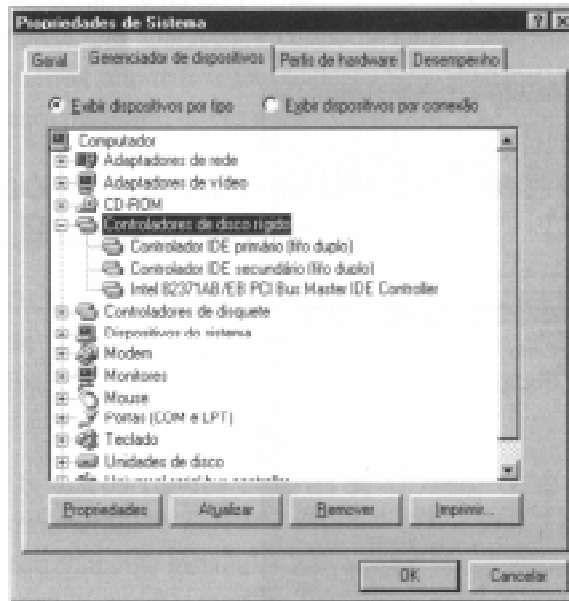 Propriedades de Sistema
Geral Gerenciador de dispositivos Perfis de hardware Desempenho
Exibir dispositivos por tipo Exibir dispositivos por conexão
Computador
Adaptadores de rede
Adaptadores de vídeo
CD-ROM
Controladores de disco rígido
Controlador IDE primário (fifo duplo)
Controlador IDE secundário (fifo duplo)
Intel 82371AB/EB PCI Bus Master IDE Controller
Controladores de disquete
Dispositivos do sistema
Modem
Monitores
Mouse
Portas (COM e LPT)
Teclado
Unidades de disco
Propriedades Atualizar Remover Imprimir...
OK Cancelar